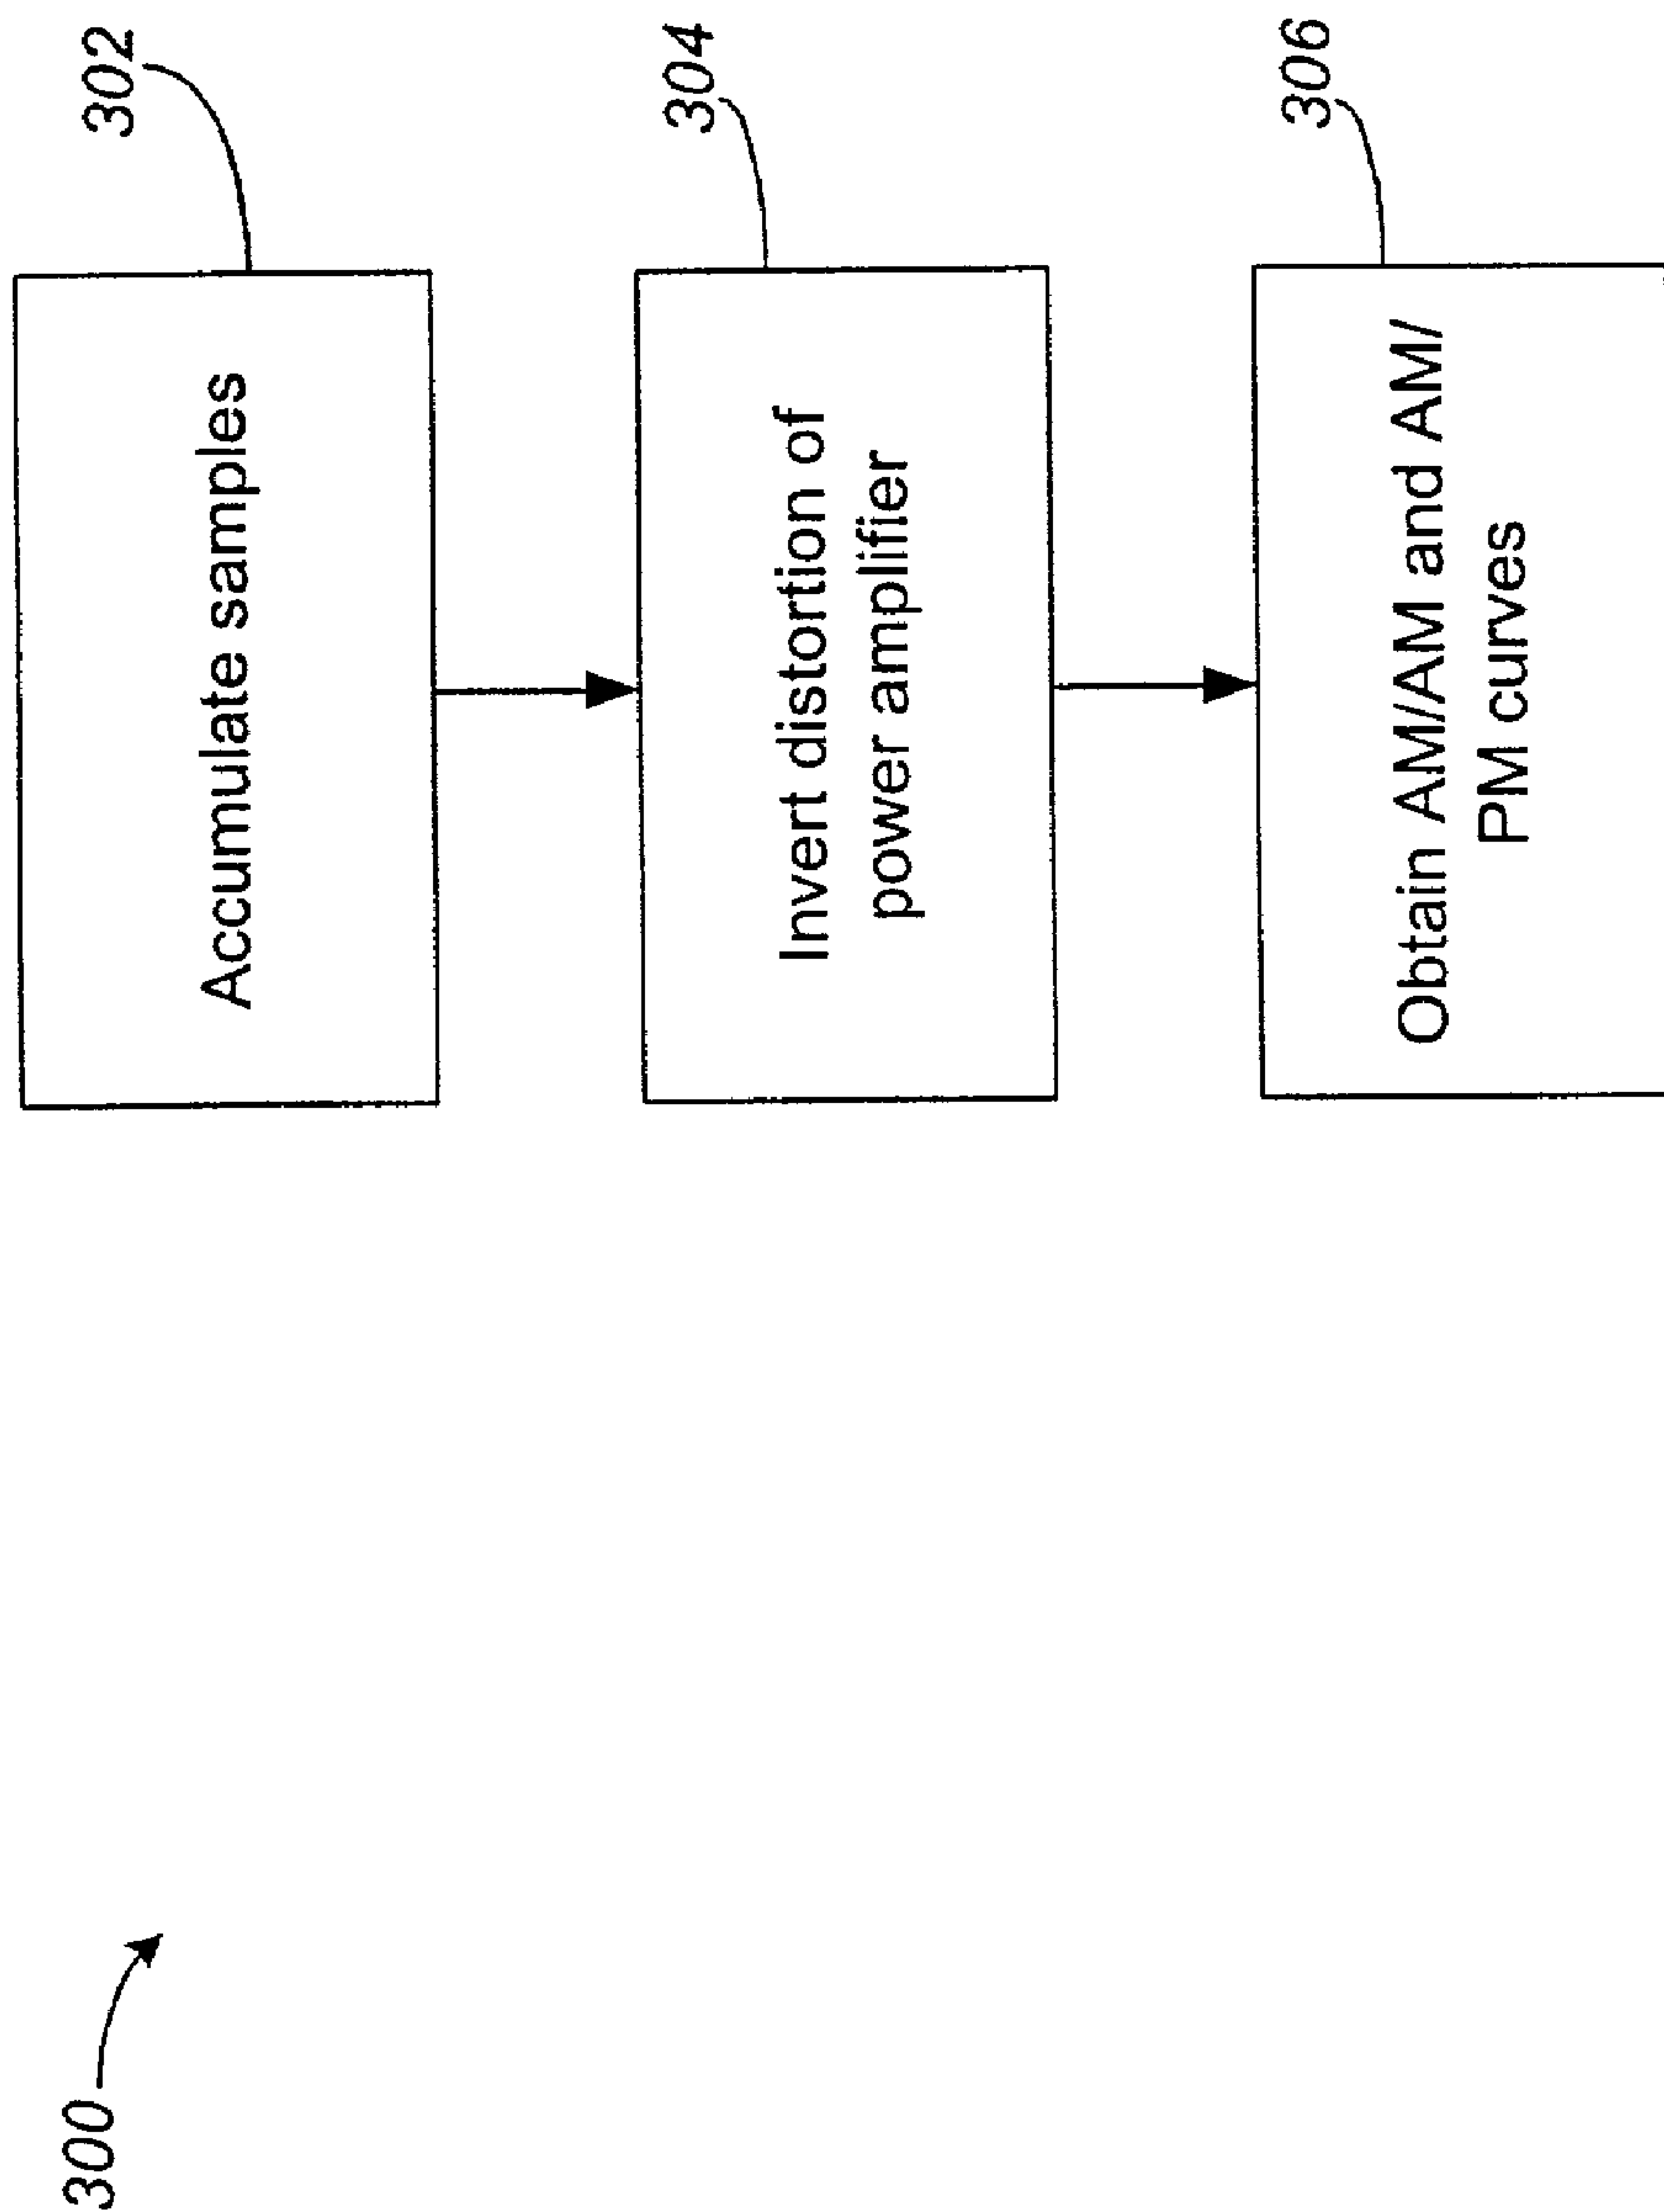 300
302
Accumulate samples
304
Invert distortion of
power amplifier
306
Obtain AM/AM and AM/
PM curves